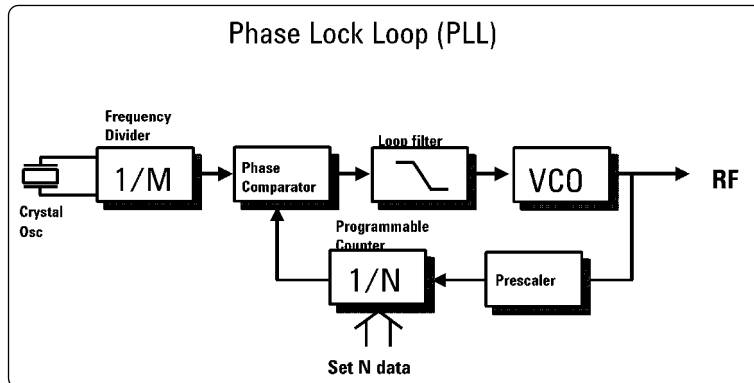 Phase Lock Loop (PLL)
Frequency
Divider
1/M
Crystal
Osc
Phase
Comparator
Loop filter
VCO
RF
Programmable
Counter
1/N
Prescaler
Set N data